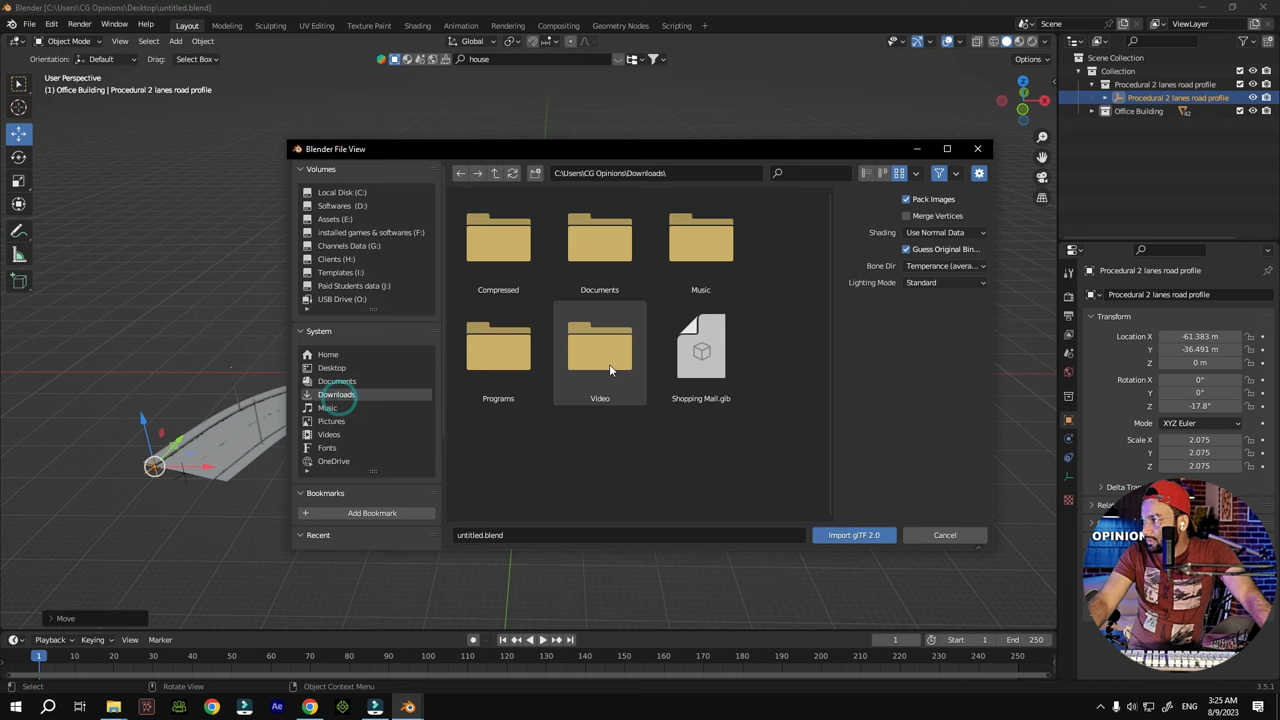 Blender [C:\Users\CG Opinions\Desktop\untitled.blend]
File Edit Render Window Help Layout Modeling Sculpting UV Editing Texture Paint Shading Animation Rendering Compositing Geometry Nodes Scripting + Scene ViewLayer
Object Mode View Select Add Object Global
Orientation: Default Drag: Select Box house Options
Scene Collection
Collection
Procedural 2 lanes road profile
Procedural 2 lanes road profile
Office Building 42
User Perspective
(1) Office Building | Procedural 2 lanes road profile
Z
Y
X
Blender File View
Volumes
Local Disk (C:)
Softwares (D:)
Assets (E:)
installed games & softwares (F:)
Channels Data (G:)
Clients (H:)
Templates (I:)
Paid Students data (J:)
USB Drive (O:)
System
Home
Desktop
Documents
Downloads
Music
Pictures
Videos
Fonts
OneDrive
Bookmarks
Add Bookmark
Recent
C:\Users\CG Opinions\Downloads\
Compressed Documents Music
Programs Video Shopping Mall.glb
Pack Images
Merge Vertices
Shading Use Normal Data
Guess Original Bin...
Bone Dir Temperance (avera...
Lighting Mode Standard
untitled.blend Import glTF 2.0 Cancel
Procedural 2 lanes road profile
Procedural 2 lanes road profile
Transform
Location X -61.383 m
Y -36.491 m
Z 0 m
Rotation X 0°
Y 0°
Z -17.8°
Mode XYZ Euler
Scale X 2.075
Y 2.075
Z 2.075
Delta Tra
Rela
OPINION
Move
Playback Keying View Marker 1 Start 1 End 250
1 10 20 30 40 50 60 70 80 90 100 110 120 130 140 150 160 170 180 190 200 210 220 230 240 250
Select Rotate View Object Context Menu 3.5.1
Ae 3:25 AM
8/9/2023